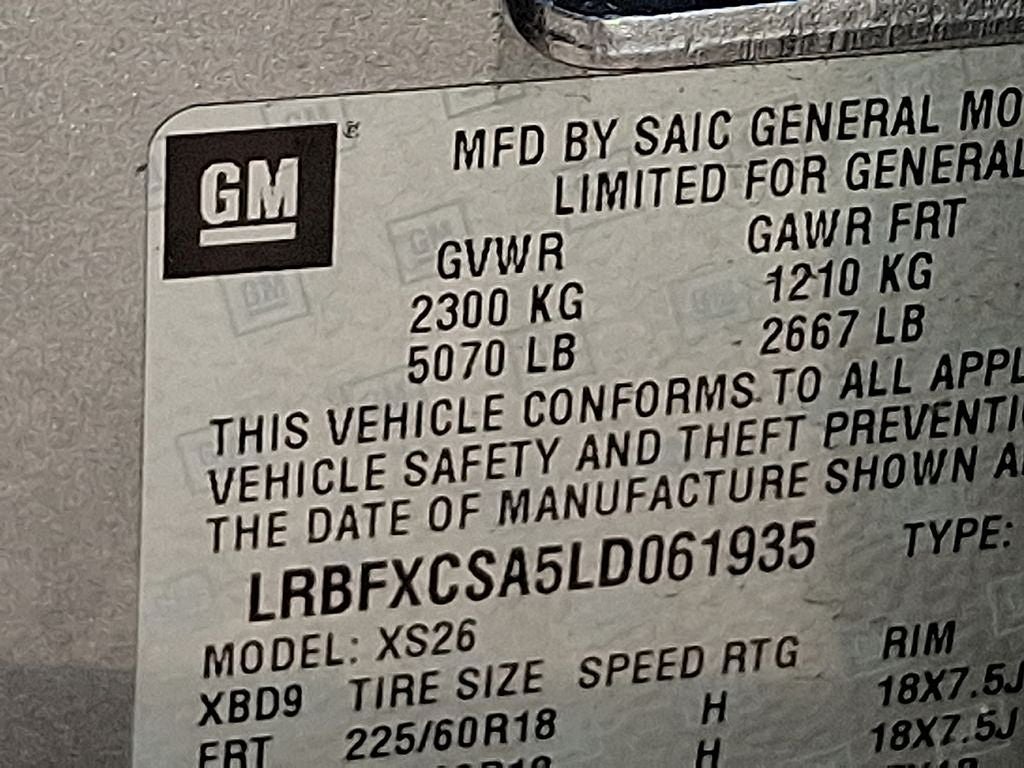 GM ®
MFD BY SAIC GENERAL MO
LIMITED FOR GENERAL
GVWR GAWR FRT
2300 KG 1210 KG
5070 LB 2667 LB
THIS VEHICLE CONFORMS TO ALL APPL
VEHICLE SAFETY AND THEFT PREVENTI
THE DATE OF MANUFACTURE SHOWN A
LRBFXCSA5LD061935 TYPE:
MODEL: XS26
XBD9 TIRE SIZE SPEED RTG RIM
FRT 225/60R18 H 18X7.5J
H 18X7.5J